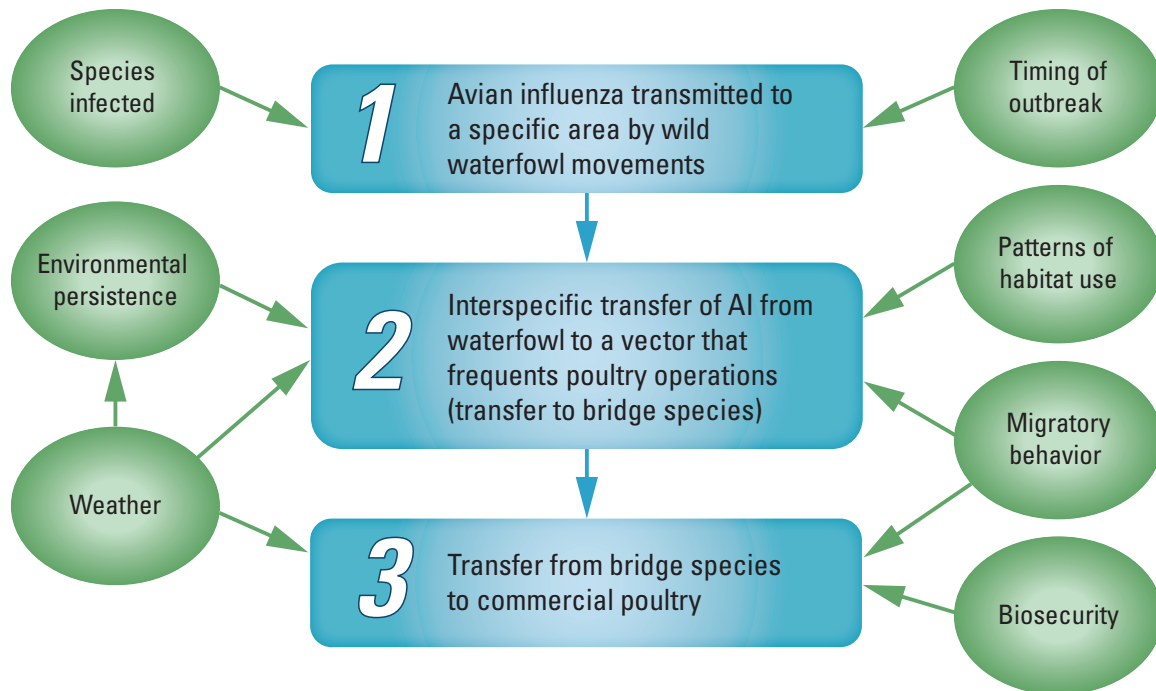 Species
infected
1
Avian influenza transmitted to
a specific area by wild
waterfowl movements
Timing of
outbreak
Environmental
persistence
2
Interspecific transfer of AI from
waterfowl to a vector that
frequents poultry operations
(transfer to bridge species)
Patterns of
habitat use
Migratory
behavior
Weather
3
Transfer from bridge species
to commercial poultry
Biosecurity